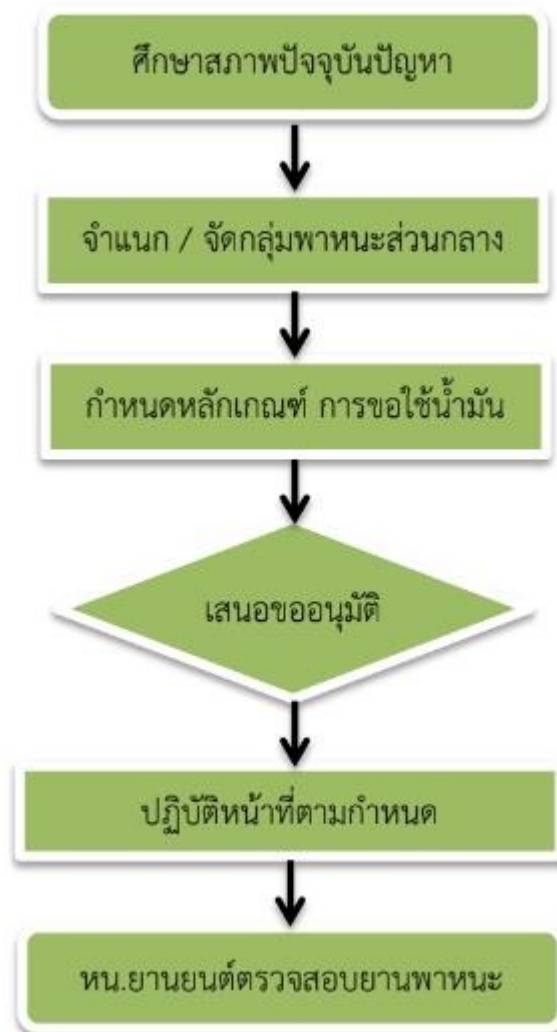 ศึกษาสภาพปัจจุบันปัญหา
จำแนก / จัดกลุ่มพาหนะส่วนกลาง
กำหนดหลักเกณฑ์ การขอใช้น้ำมัน
เสนอขออนุมัติ
ปฏิบัติหน้าที่ตามกำหนด
หน.ยานยนต์ตรวจสอบยานพาหนะ